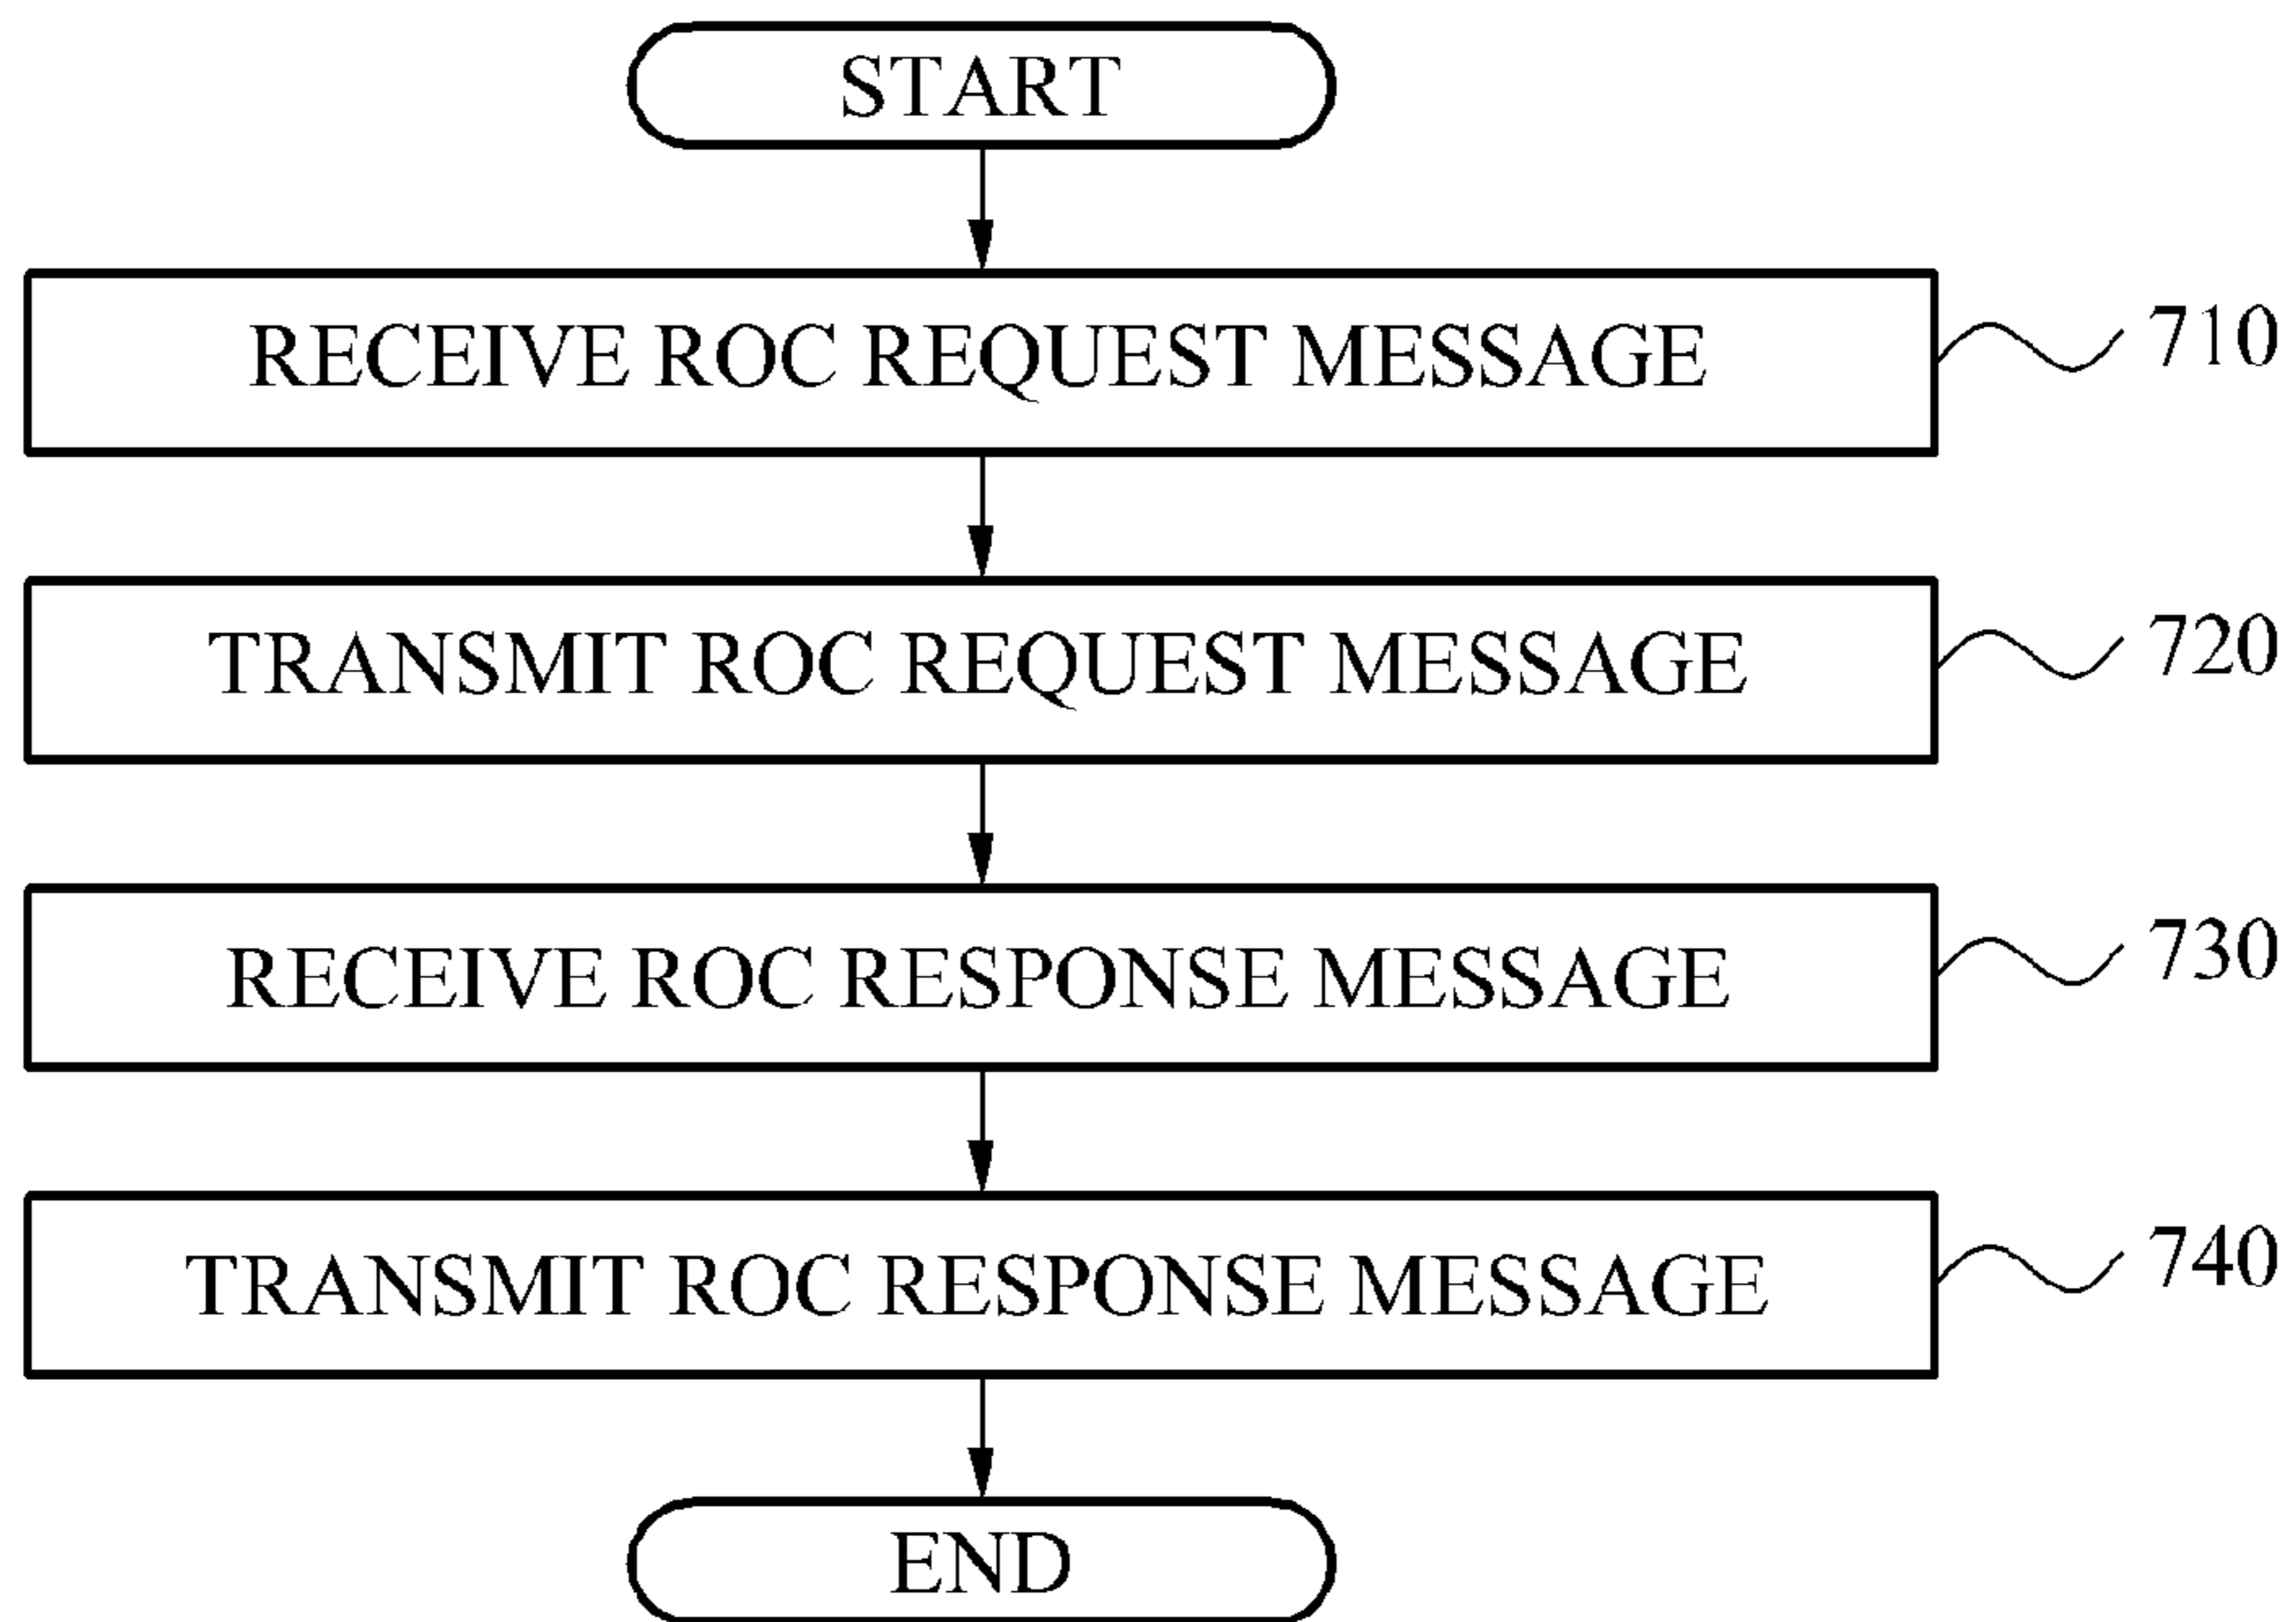 START
RECEIVE ROC REQUEST MESSAGE 710
TRANSMIT ROC REQUEST MESSAGE 720
RECEIVE ROC RESPONSE MESSAGE 730
TRANSMIT ROC RESPONSE MESSAGE 740
END